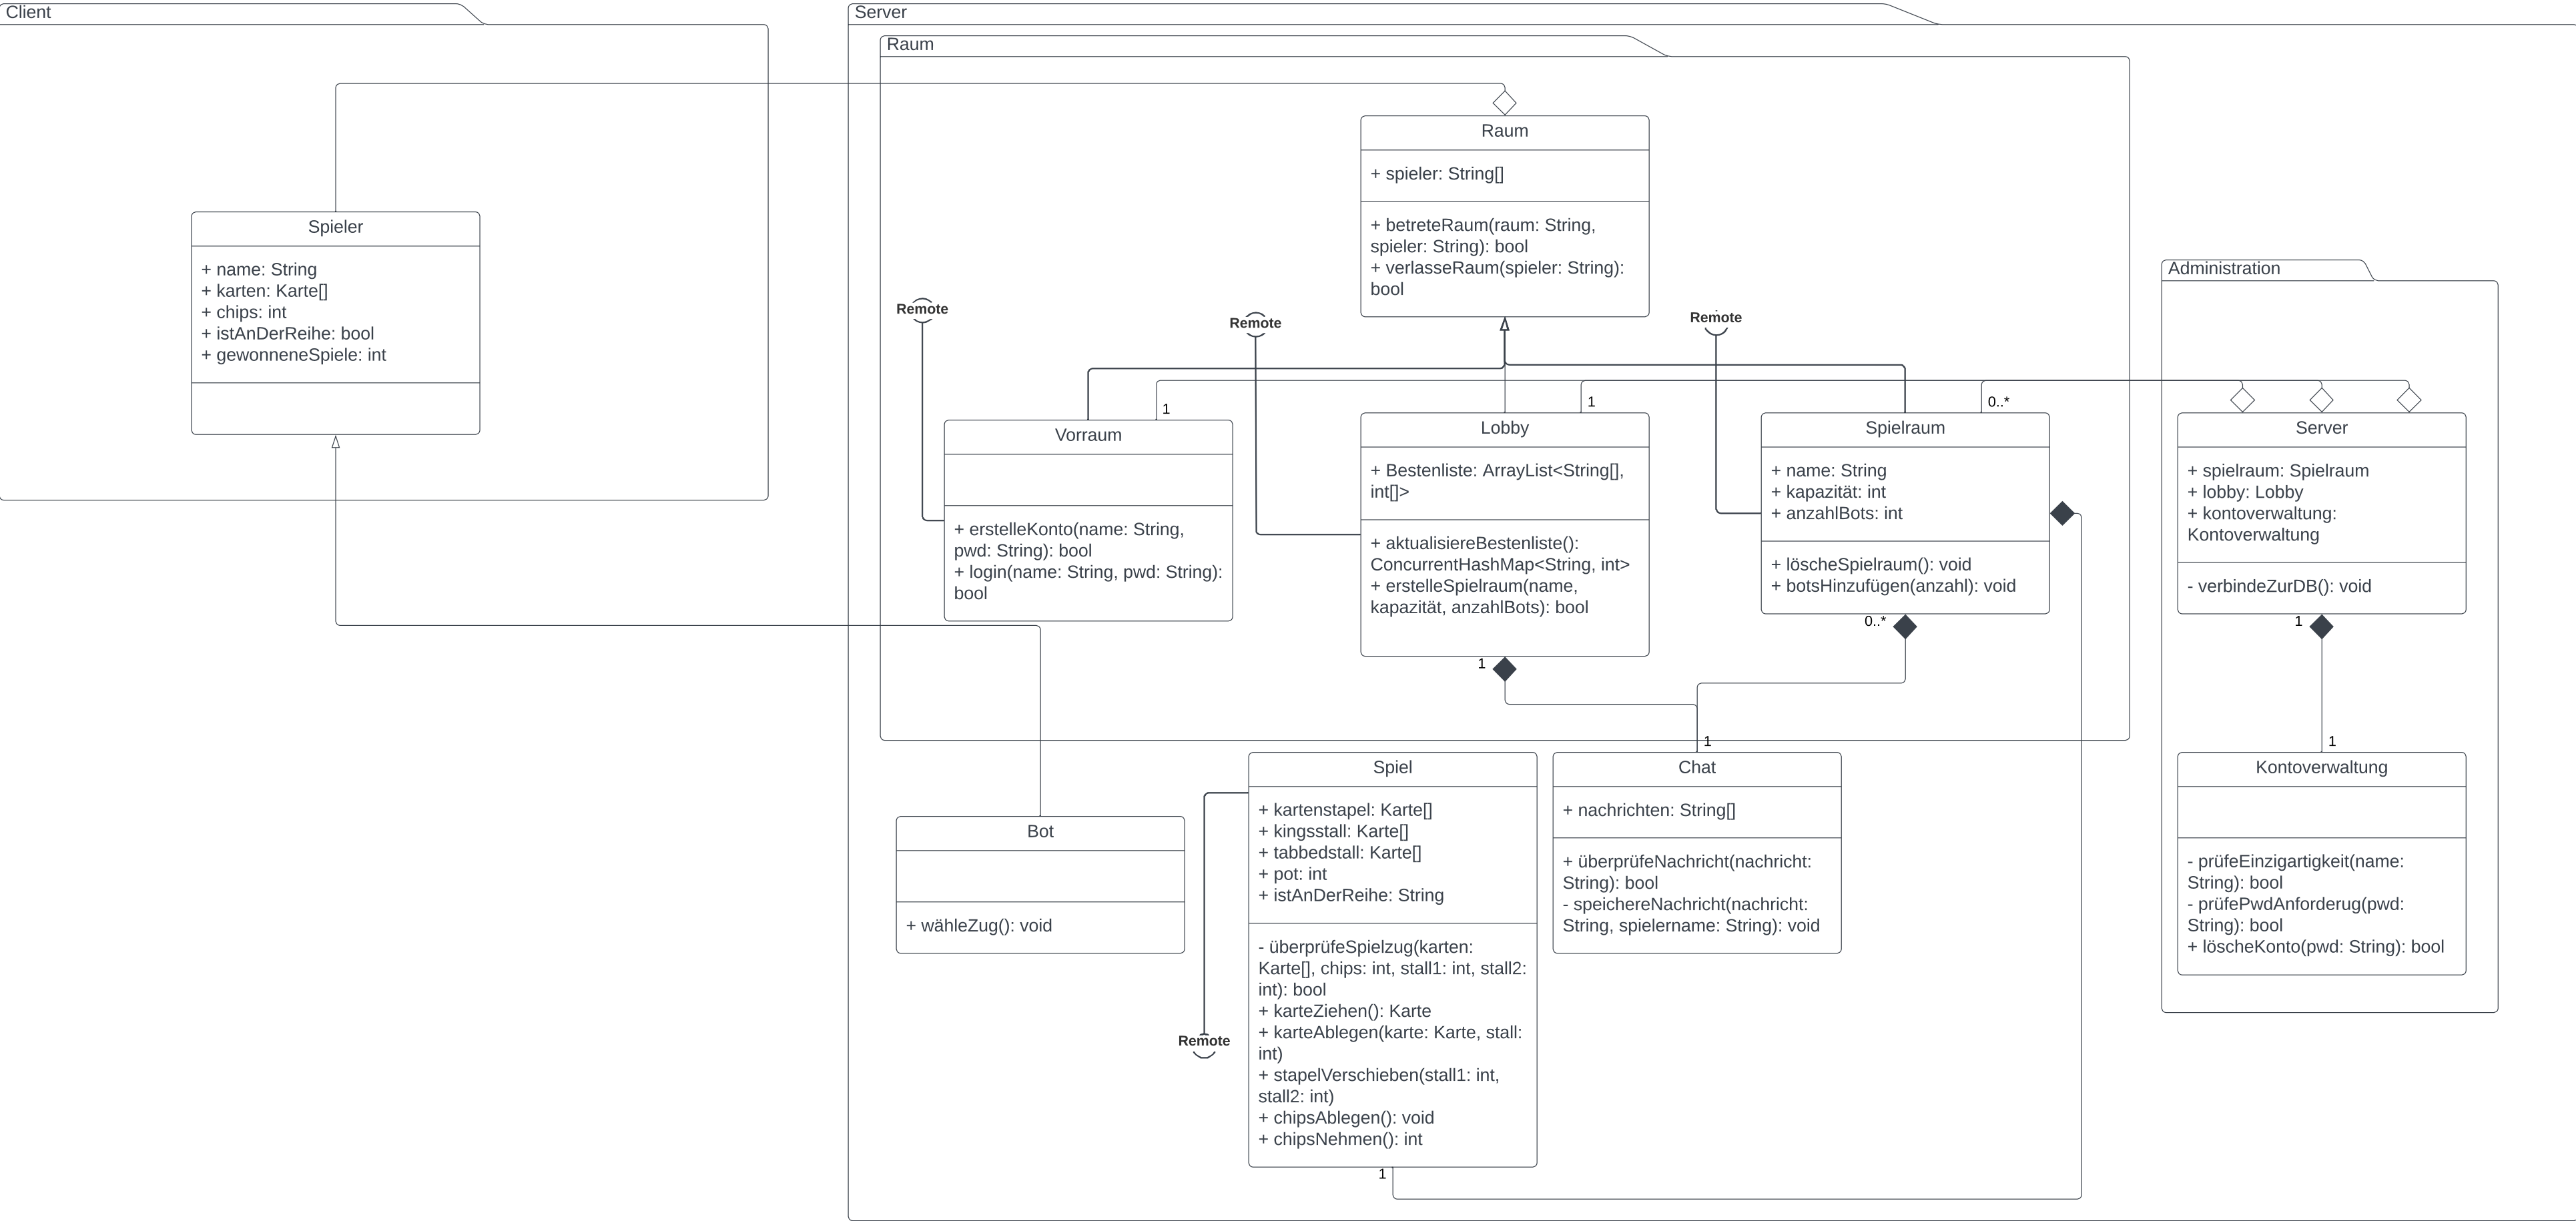 Client
Server
Raum
Raum
+ spieler: String[]
+ betreteRaum(raum: String,
spieler: String): bool
+ verlasseRaum(spieler: String):
bool
Spieler
+ name: String
+ karten: Karte[]
+ chips: int
+ istAnDerReihe: bool
+ gewonneneSpiele: int
Administration
Remote
Remote
Remote
1
1
0..*
Vorraum
+ erstelleKonto(name: String,
pwd: String): bool
+ login(name: String, pwd: String):
bool
Lobby
+ Bestenliste: ArrayList<String[],
int[]>
+ aktualisiereBestenliste():
ConcurrentHashMap<String, int>
+ erstelleSpielraum(name,
kapazität, anzahlBots): bool
1
Spielraum
+ name: String
+ kapazität: int
+ anzahlBots: int
+ löscheSpielraum(): void
+ botsHinzufügen(anzahl): void
0..*
Server
+ spielraum: Spielraum
+ lobby: Lobby
+ kontoverwaltung:
Kontoverwaltung
- verbindeZurDB(): void
1
1
1
Bot
+ wähleZug(): void
Spiel
+ kartenstapel: Karte[]
+ kingsstall: Karte[]
+ tabbedstall: Karte[]
+ pot: int
+ istAnDerReihe: String
- überprüfeSpielzug(karten:
Karte[], chips: int, stall1: int, stall2:
int): bool
+ karteZiehen(): Karte
+ karteAblegen(karte: Karte, stall:
int)
+ stapelVerschieben(stall1: int,
stall2: int)
+ chipsAblegen(): void
+ chipsNehmen(): int
Remote
1
Chat
+ nachrichten: String[]
+ überprüfeNachricht(nachricht:
String): bool
- speichereNachricht(nachricht:
String, spielername: String): void
Kontoverwaltung
- prüfeEinzigartigkeit(name:
String): bool
- prüfePwdAnforderug(pwd:
String): bool
+ löscheKonto(pwd: String): bool